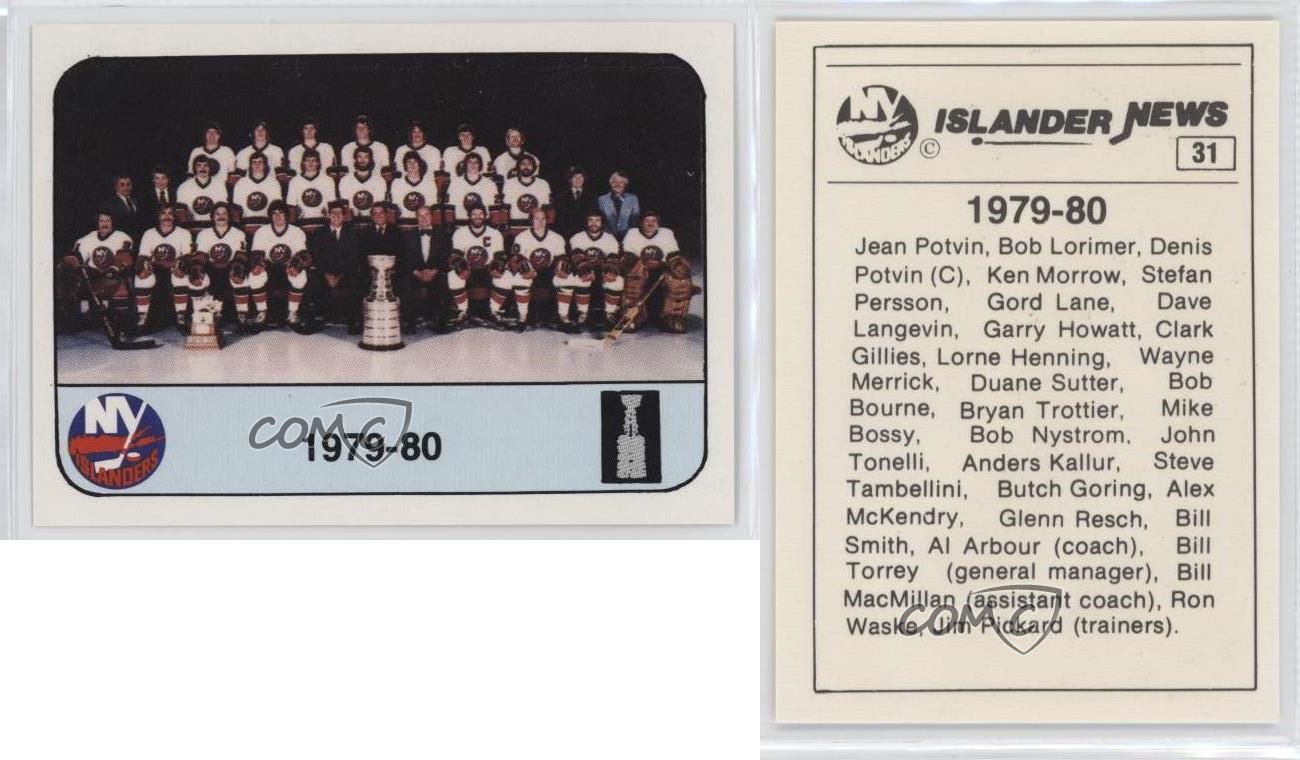 NY
ISLANDERS
COMC
1979-80
NY
ISLANDERS
©
ISLANDER NEWS
31
1979-80
Jean Potvin, Bob Lorimer, Denis
Potvin (C), Ken Morrow, Stefan
Persson, Gord Lane, Dave
Langevin, Garry Howatt, Clark
Gillies, Lorne Henning, Wayne
Merrick, Duane Sutter, Bob
Bourne, Bryan Trottier, Mike
Bossy, Bob Nystrom. John
Tonelli, Anders Kallur, Steve
Tambellini, Butch Goring, Alex
McKendry, Glenn Resch, Bill
Smith, Al Arbour (coach), Bill
Torrey (general manager), Bill
MacMillan (assistant coach), Ron
Waske, Jim Pickard (trainers).
COMC